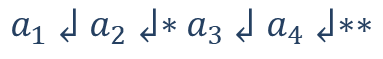 a₁ ↲ a₂ ↲* a₃ ↲ a₄ ↲**